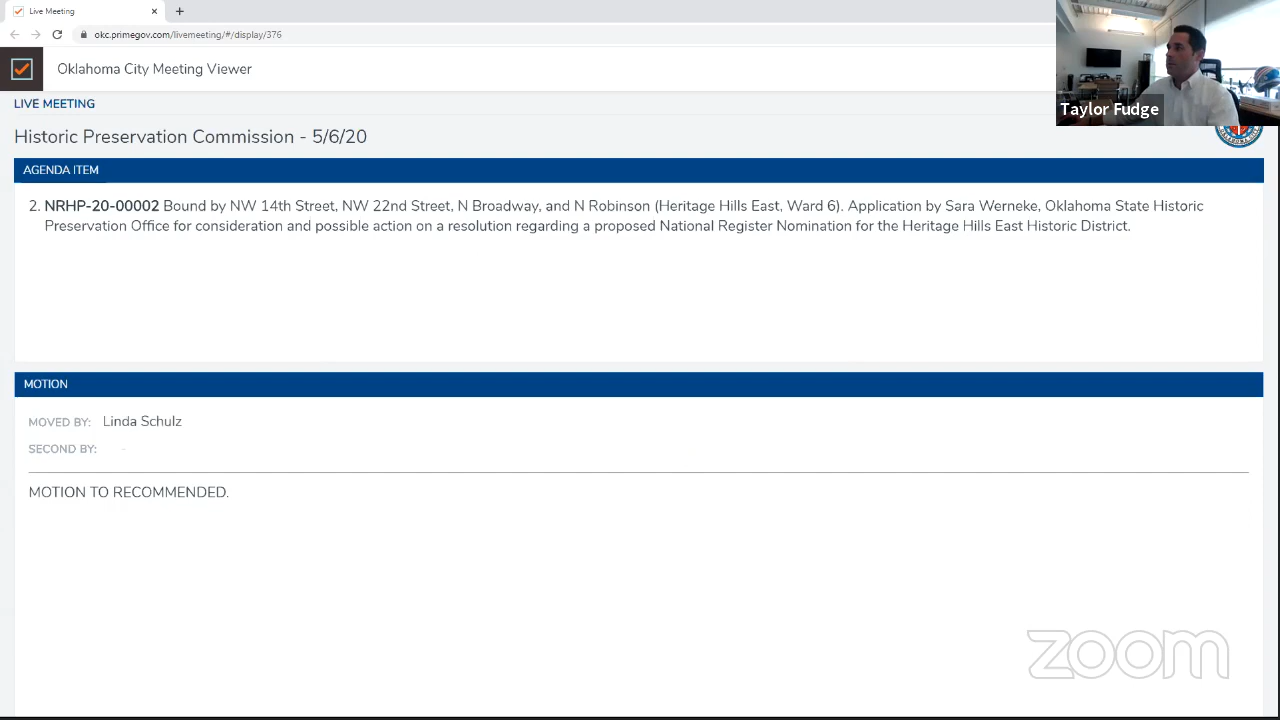 Live Meeting
okc.primegov.com/livemeeting/#/display/376
Oklahoma City Meeting Viewer
Taylor Fudge
LIVE MEETING
Historic Preservation Commission - 5/6/20
AGENDA ITEM
2. NRHP-20-00002 Bound by NW 14th Street, NW 22nd Street, N Broadway, and N Robinson (Heritage Hills East, Ward 6). Application by Sara Werneke, Oklahoma State Historic
Preservation Office for consideration and possible action on a resolution regarding a proposed National Register Nomination for the Heritage Hills East Historic District.
MOTION
MOVED BY: Linda Schulz
SECOND BY: -
MOTION TO RECOMMENDED.
zoom